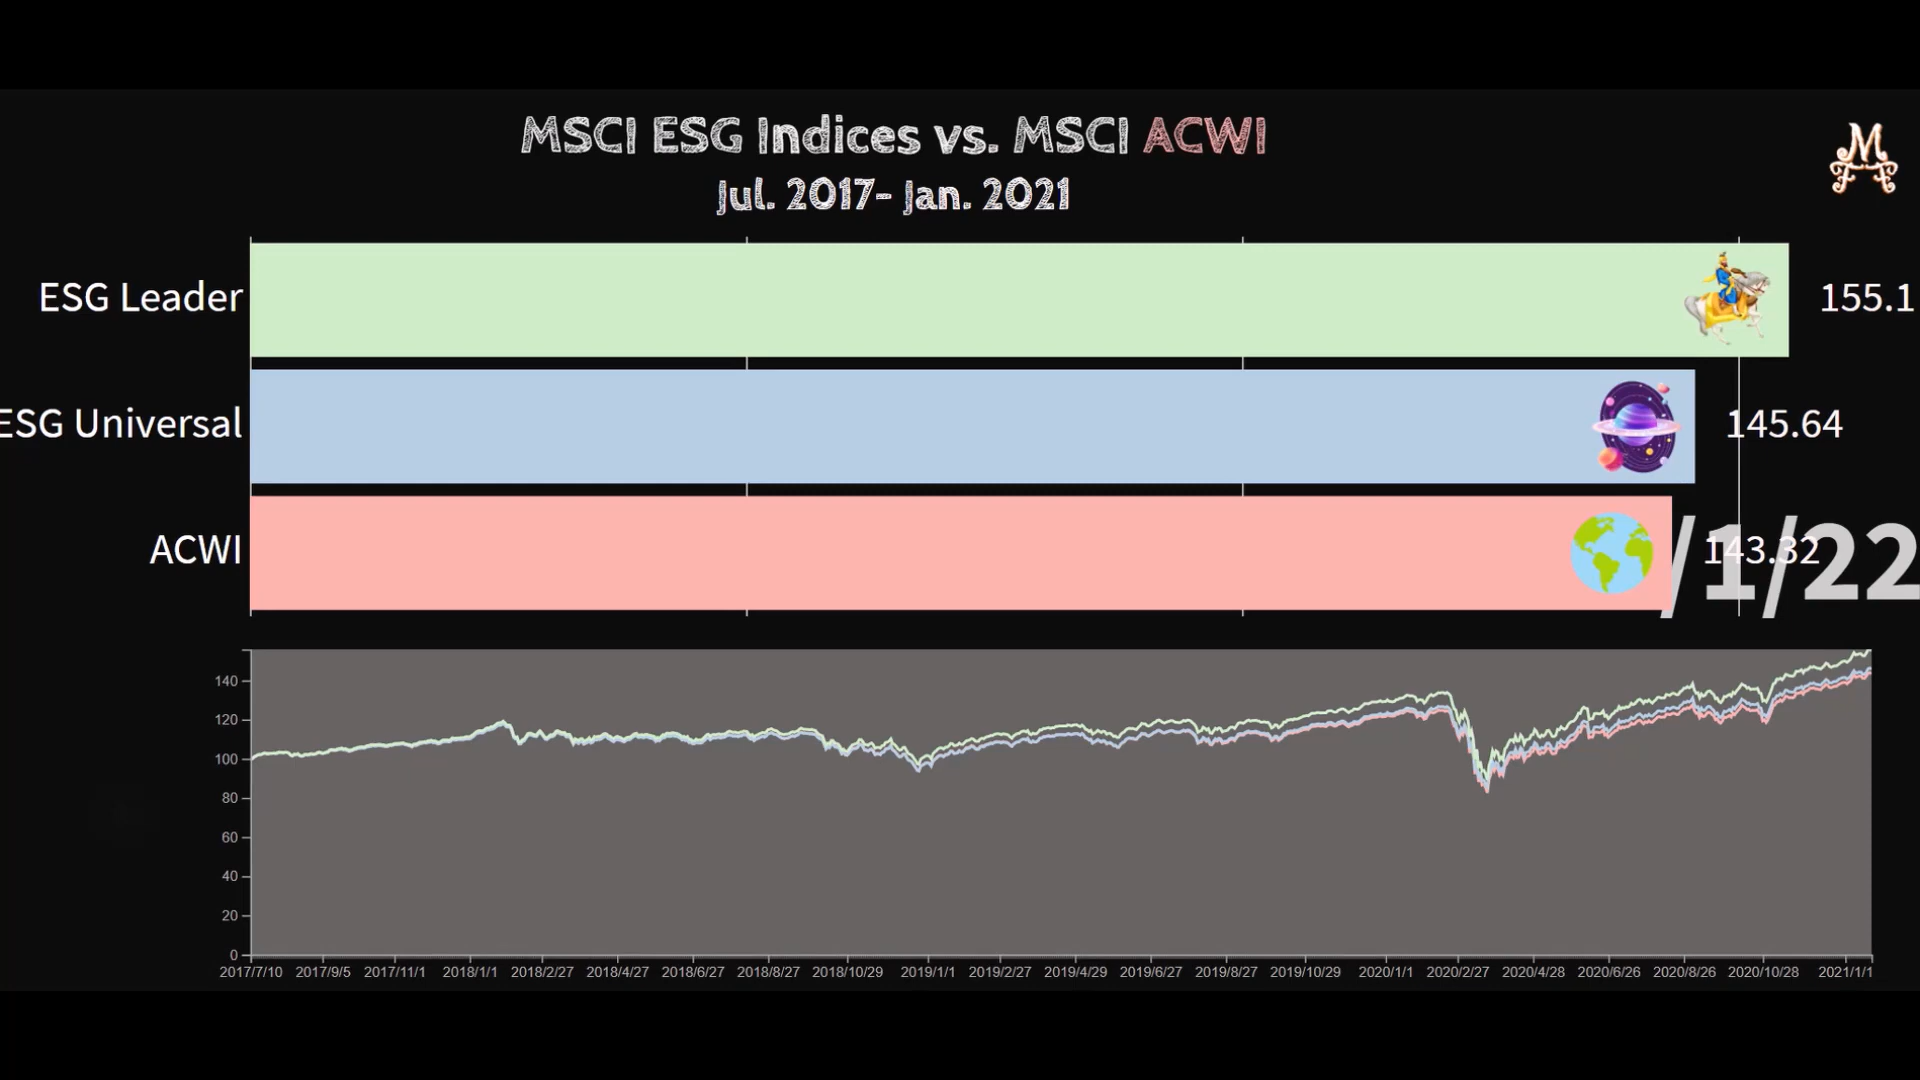 MSCI ESG Indices vs. MSCI ACWI
Jul. 2017- Jan. 2021
M
ESG Leader 155.1
ESG Universal 145.64
ACWI 143.32
/1/22
140
120
100
80
60
40
20
0
2017/7/10 2017/9/5 2017/11/1 2018/1/1 2018/2/27 2018/4/27 2018/6/27 2018/8/27 2018/10/29 2019/1/1 2019/2/27 2019/4/29 2019/6/27 2019/8/27 2019/10/29 2020/1/1 2020/2/27 2020/4/28 2020/6/26 2020/8/26 2020/10/28 2021/1/1